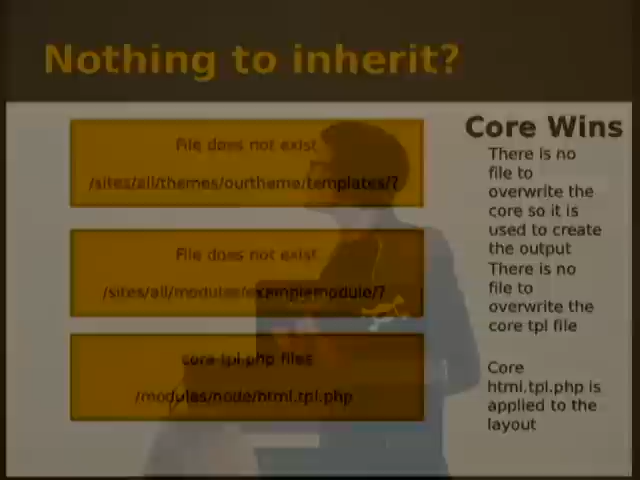 Nothing to inherit?
File does not exist
/sites/all/themes/ourtheme/templates/?
File does not exist
/sites/all/modules/examplemodule/?
core tpl.php files
/modulas/node/html.tpl.php
Core Wins
There is no
file to
overwrite the
core so it is
used to create
the output
There is no
file to
overwrite the
core tpl file
Core
html.tpl.php is
applied to the
layout